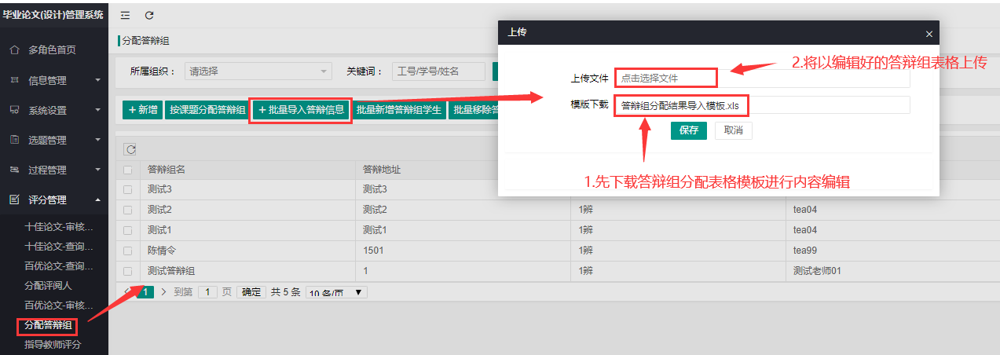 毕业论文(设计)管理系统
多角色首页
信息管理
系统设置
选题管理
过程管理
评分管理
十佳论文-审核...
十佳论文-查询...
百优论文-查询...
分配评阅人
百优论文-审核...
分配答辩组
指导教师评分
分配答辩组
所属组织： 请选择 关键词： 工号/学号/姓名
+ 新增 按课题分配答辩组 + 批量导入答辩信息 批量新增答辩组学生 批量移除答
答辩组名 答辩地址
测试3 测试3
测试2 测试2 1辨 tea04
测试1 测试1 1辨 tea04
陈情令 1501 1辨 tea99
测试答辩组 1 1辨 测试老师01
1 到第 1 页 确定 共 5 条 10 条/页
上传
2.将以编辑好的答辩组表格上传
上传文件 点击选择文件
模版下载 答辩组分配结果导入模板.xls
保存 取消
1.先下载答辩组分配表格模板进行内容编辑